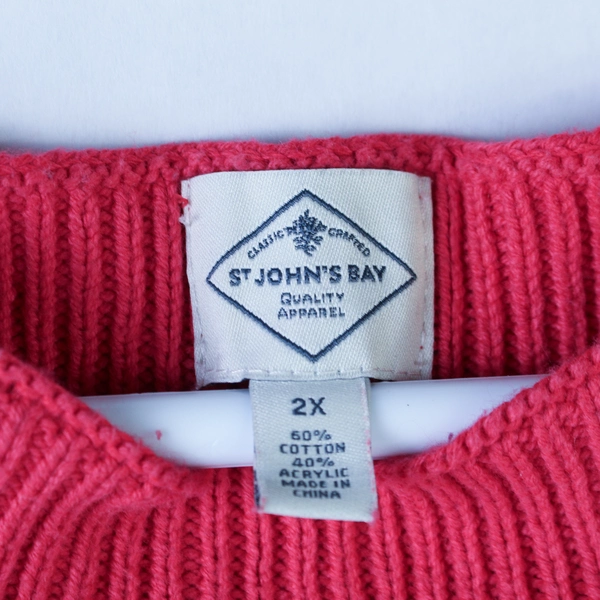 CLASSIC CRAFTED
ST JOHN'S BAY
QUALITY
APPAREL
2X
60%
COTTON
40%
ACRYLIC
MADE IN
CHINA